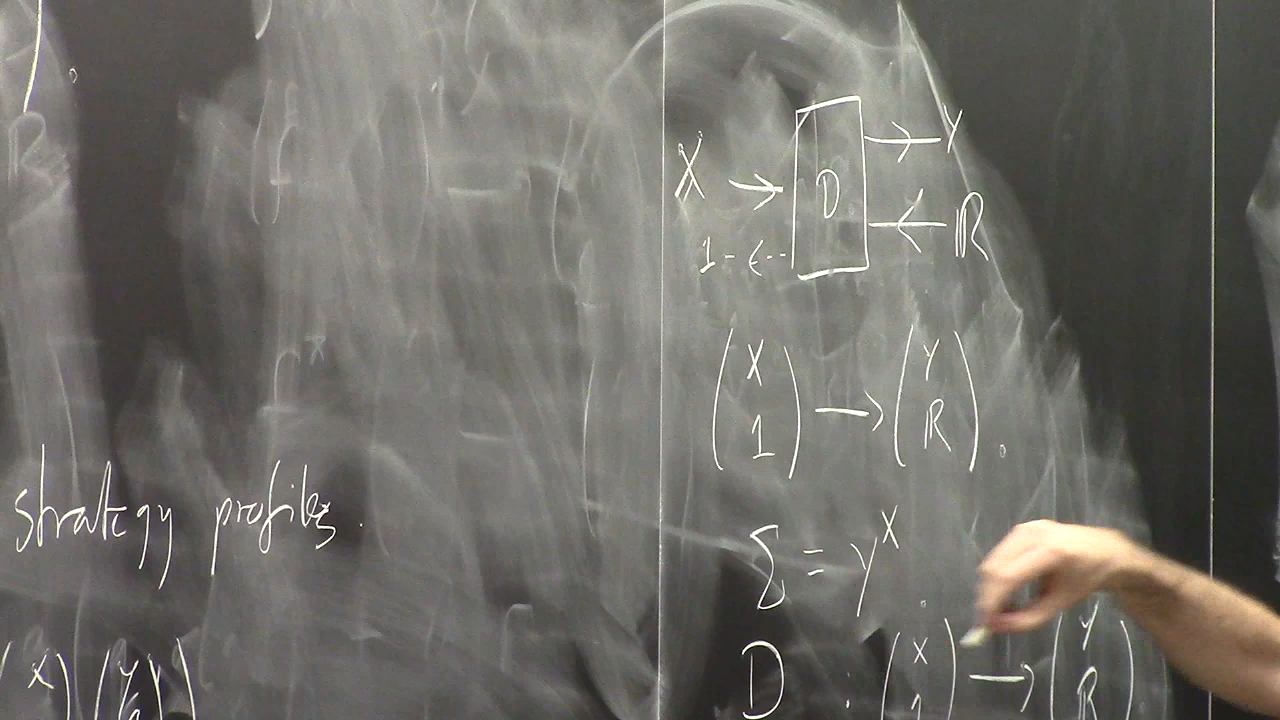 X → D → Y
1 ← ← ℝ
( X 1 ) → ( Y ℝ ).
strategy profiles.
Σ = Y^X
D : ( X 1 ) → ( Y ℝ ).
( X ) ( Y